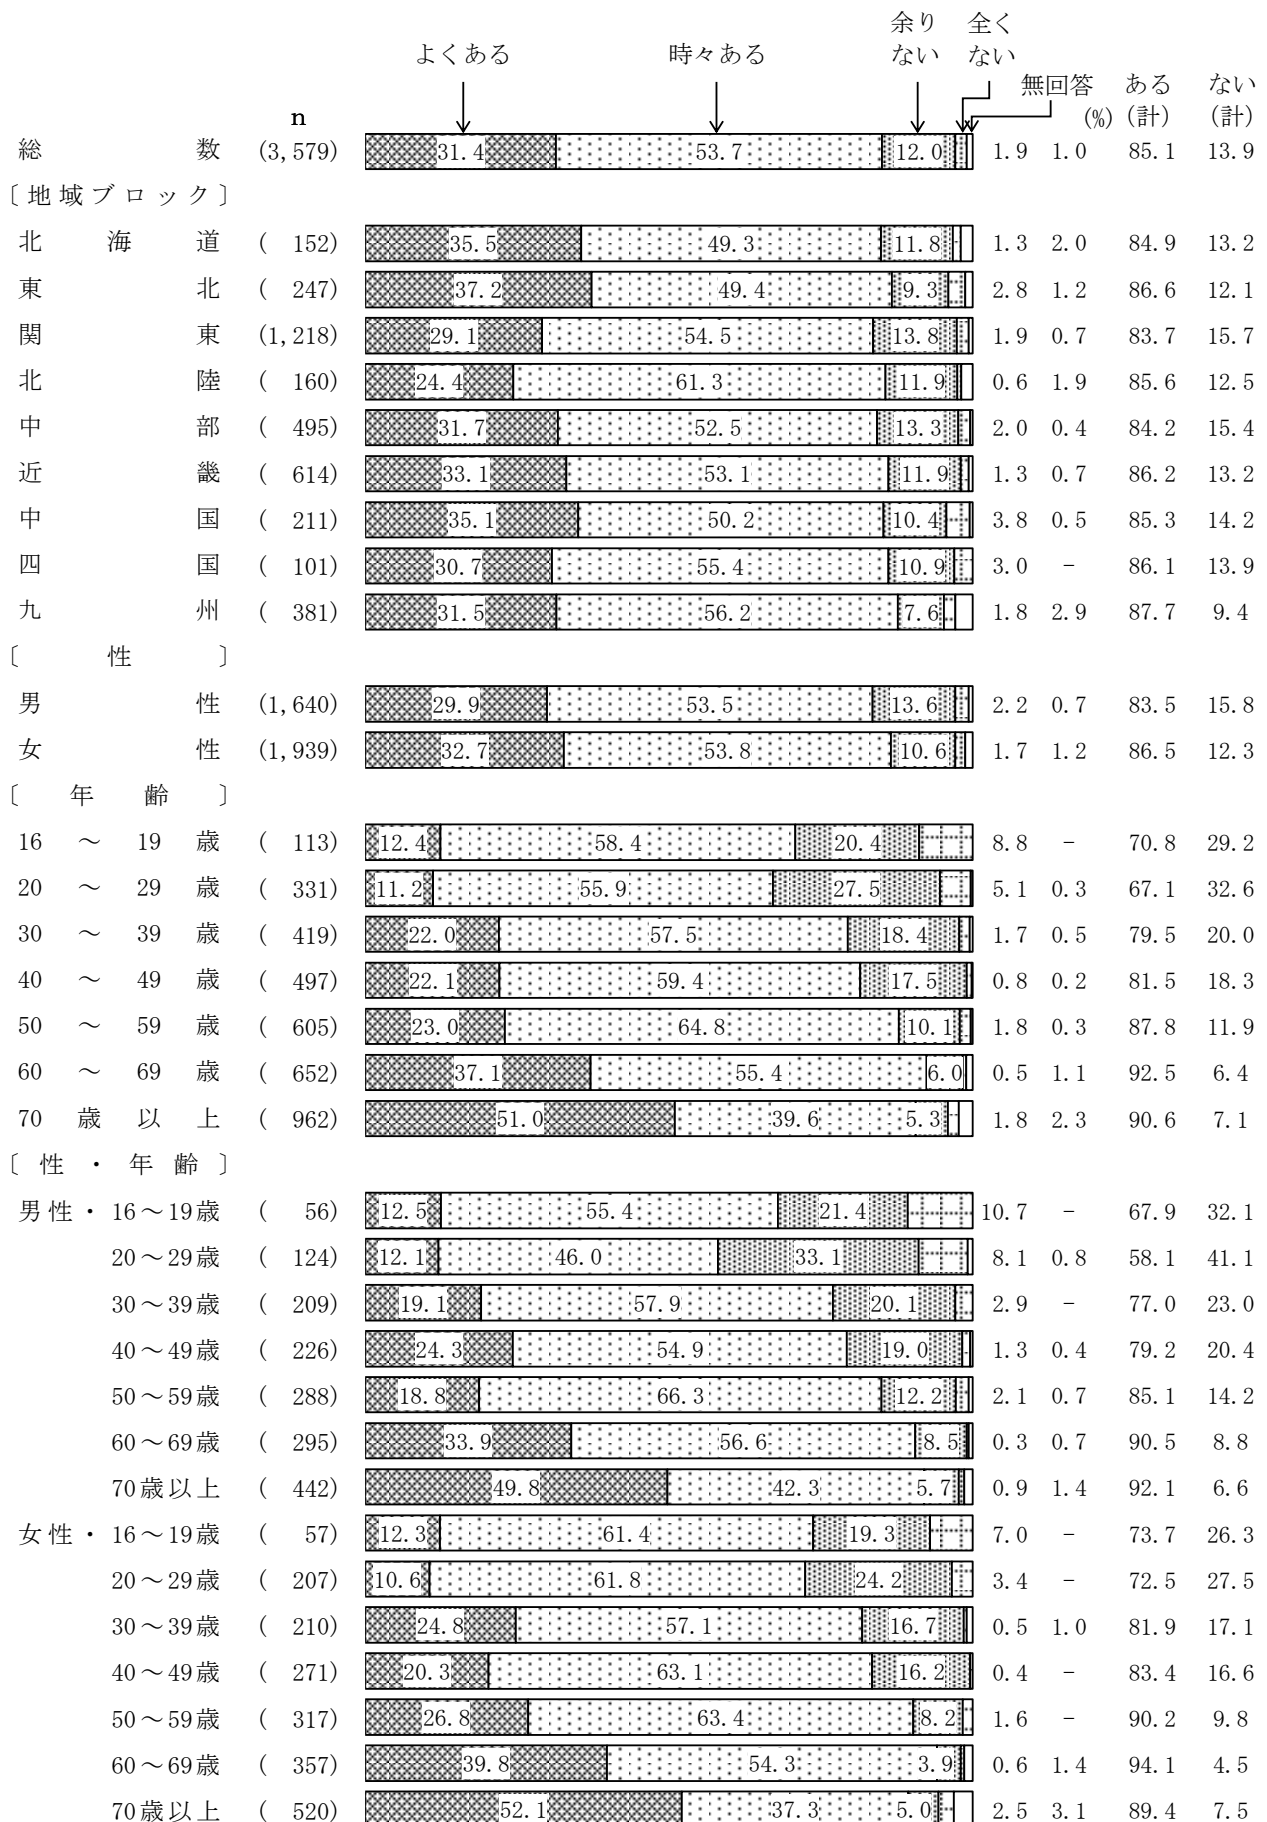 余り 全く
よくある 時々ある ない ない
無回答 ある ない
n (%) (計) (計)
総数 (3,579) 31.4 53.7 12.0 1.9 1.0 85.1 13.9
〔地域ブロック〕
北海道 ( 152) 35.5 49.3 11.8 1.3 2.0 84.9 13.2
東北 ( 247) 37.2 49.4 9.3 2.8 1.2 86.6 12.1
関東 (1,218) 29.1 54.5 13.8 1.9 0.7 83.7 15.7
北陸 ( 160) 24.4 61.3 11.9 0.6 1.9 85.6 12.5
中部 ( 495) 31.7 52.5 13.3 2.0 0.4 84.2 15.4
近畿 ( 614) 33.1 53.1 11.9 1.3 0.7 86.2 13.2
中国 ( 211) 35.1 50.2 10.4 3.8 0.5 85.3 14.2
四国 ( 101) 30.7 55.4 10.9 3.0 - 86.1 13.9
九州 ( 381) 31.5 56.2 7.6 1.8 2.9 87.7 9.4
〔性〕
男性 (1,640) 29.9 53.5 13.6 2.2 0.7 83.5 15.8
女性 (1,939) 32.7 53.8 10.6 1.7 1.2 86.5 12.3
〔年齢〕
16～19歳 ( 113) 12.4 58.4 20.4 8.8 - 70.8 29.2
20～29歳 ( 331) 11.2 55.9 27.5 5.1 0.3 67.1 32.6
30～39歳 ( 419) 22.0 57.5 18.4 1.7 0.5 79.5 20.0
40～49歳 ( 497) 22.1 59.4 17.5 0.8 0.2 81.5 18.3
50～59歳 ( 605) 23.0 64.8 10.1 1.8 0.3 87.8 11.9
60～69歳 ( 652) 37.1 55.4 6.0 0.5 1.1 92.5 6.4
70歳以上 ( 962) 51.0 39.6 5.3 1.8 2.3 90.6 7.1
〔性・年齢〕
男性・16～19歳 ( 56) 12.5 55.4 21.4 10.7 - 67.9 32.1
20～29歳 ( 124) 12.1 46.0 33.1 8.1 0.8 58.1 41.1
30～39歳 ( 209) 19.1 57.9 20.1 2.9 - 77.0 23.0
40～49歳 ( 226) 24.3 54.9 19.0 1.3 0.4 79.2 20.4
50～59歳 ( 288) 18.8 66.3 12.2 2.1 0.7 85.1 14.2
60～69歳 ( 295) 33.9 56.6 8.5 0.3 0.7 90.5 8.8
70歳以上 ( 442) 49.8 42.3 5.7 0.9 1.4 92.1 6.6
女性・16～19歳 ( 57) 12.3 61.4 19.3 7.0 - 73.7 26.3
20～29歳 ( 207) 10.6 61.8 24.2 3.4 - 72.5 27.5
30～39歳 ( 210) 24.8 57.1 16.7 0.5 1.0 81.9 17.1
40～49歳 ( 271) 20.3 63.1 16.2 0.4 - 83.4 16.6
50～59歳 ( 317) 26.8 63.4 8.2 1.6 - 90.2 9.8
60～69歳 ( 357) 39.8 54.3 3.9 0.6 1.4 94.1 4.5
70歳以上 ( 520) 52.1 37.3 5.0 2.5 3.1 89.4 7.5